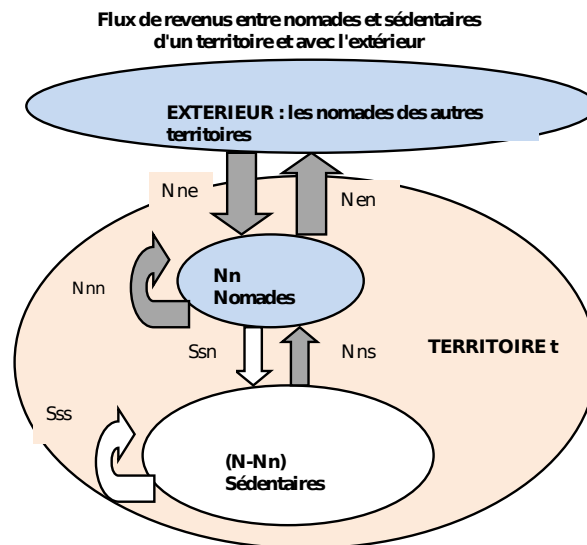 Flux de revenus entre nomades et sédentaires
d'un territoire et avec l'extérieur
EXTERIEUR : les nomades des autres
territoires
Nne
Nen
Nnn
Nn
Nomades
Ssn
Nns
TERRITOIRE t
Sss
(N-Nn)
Sédentaires